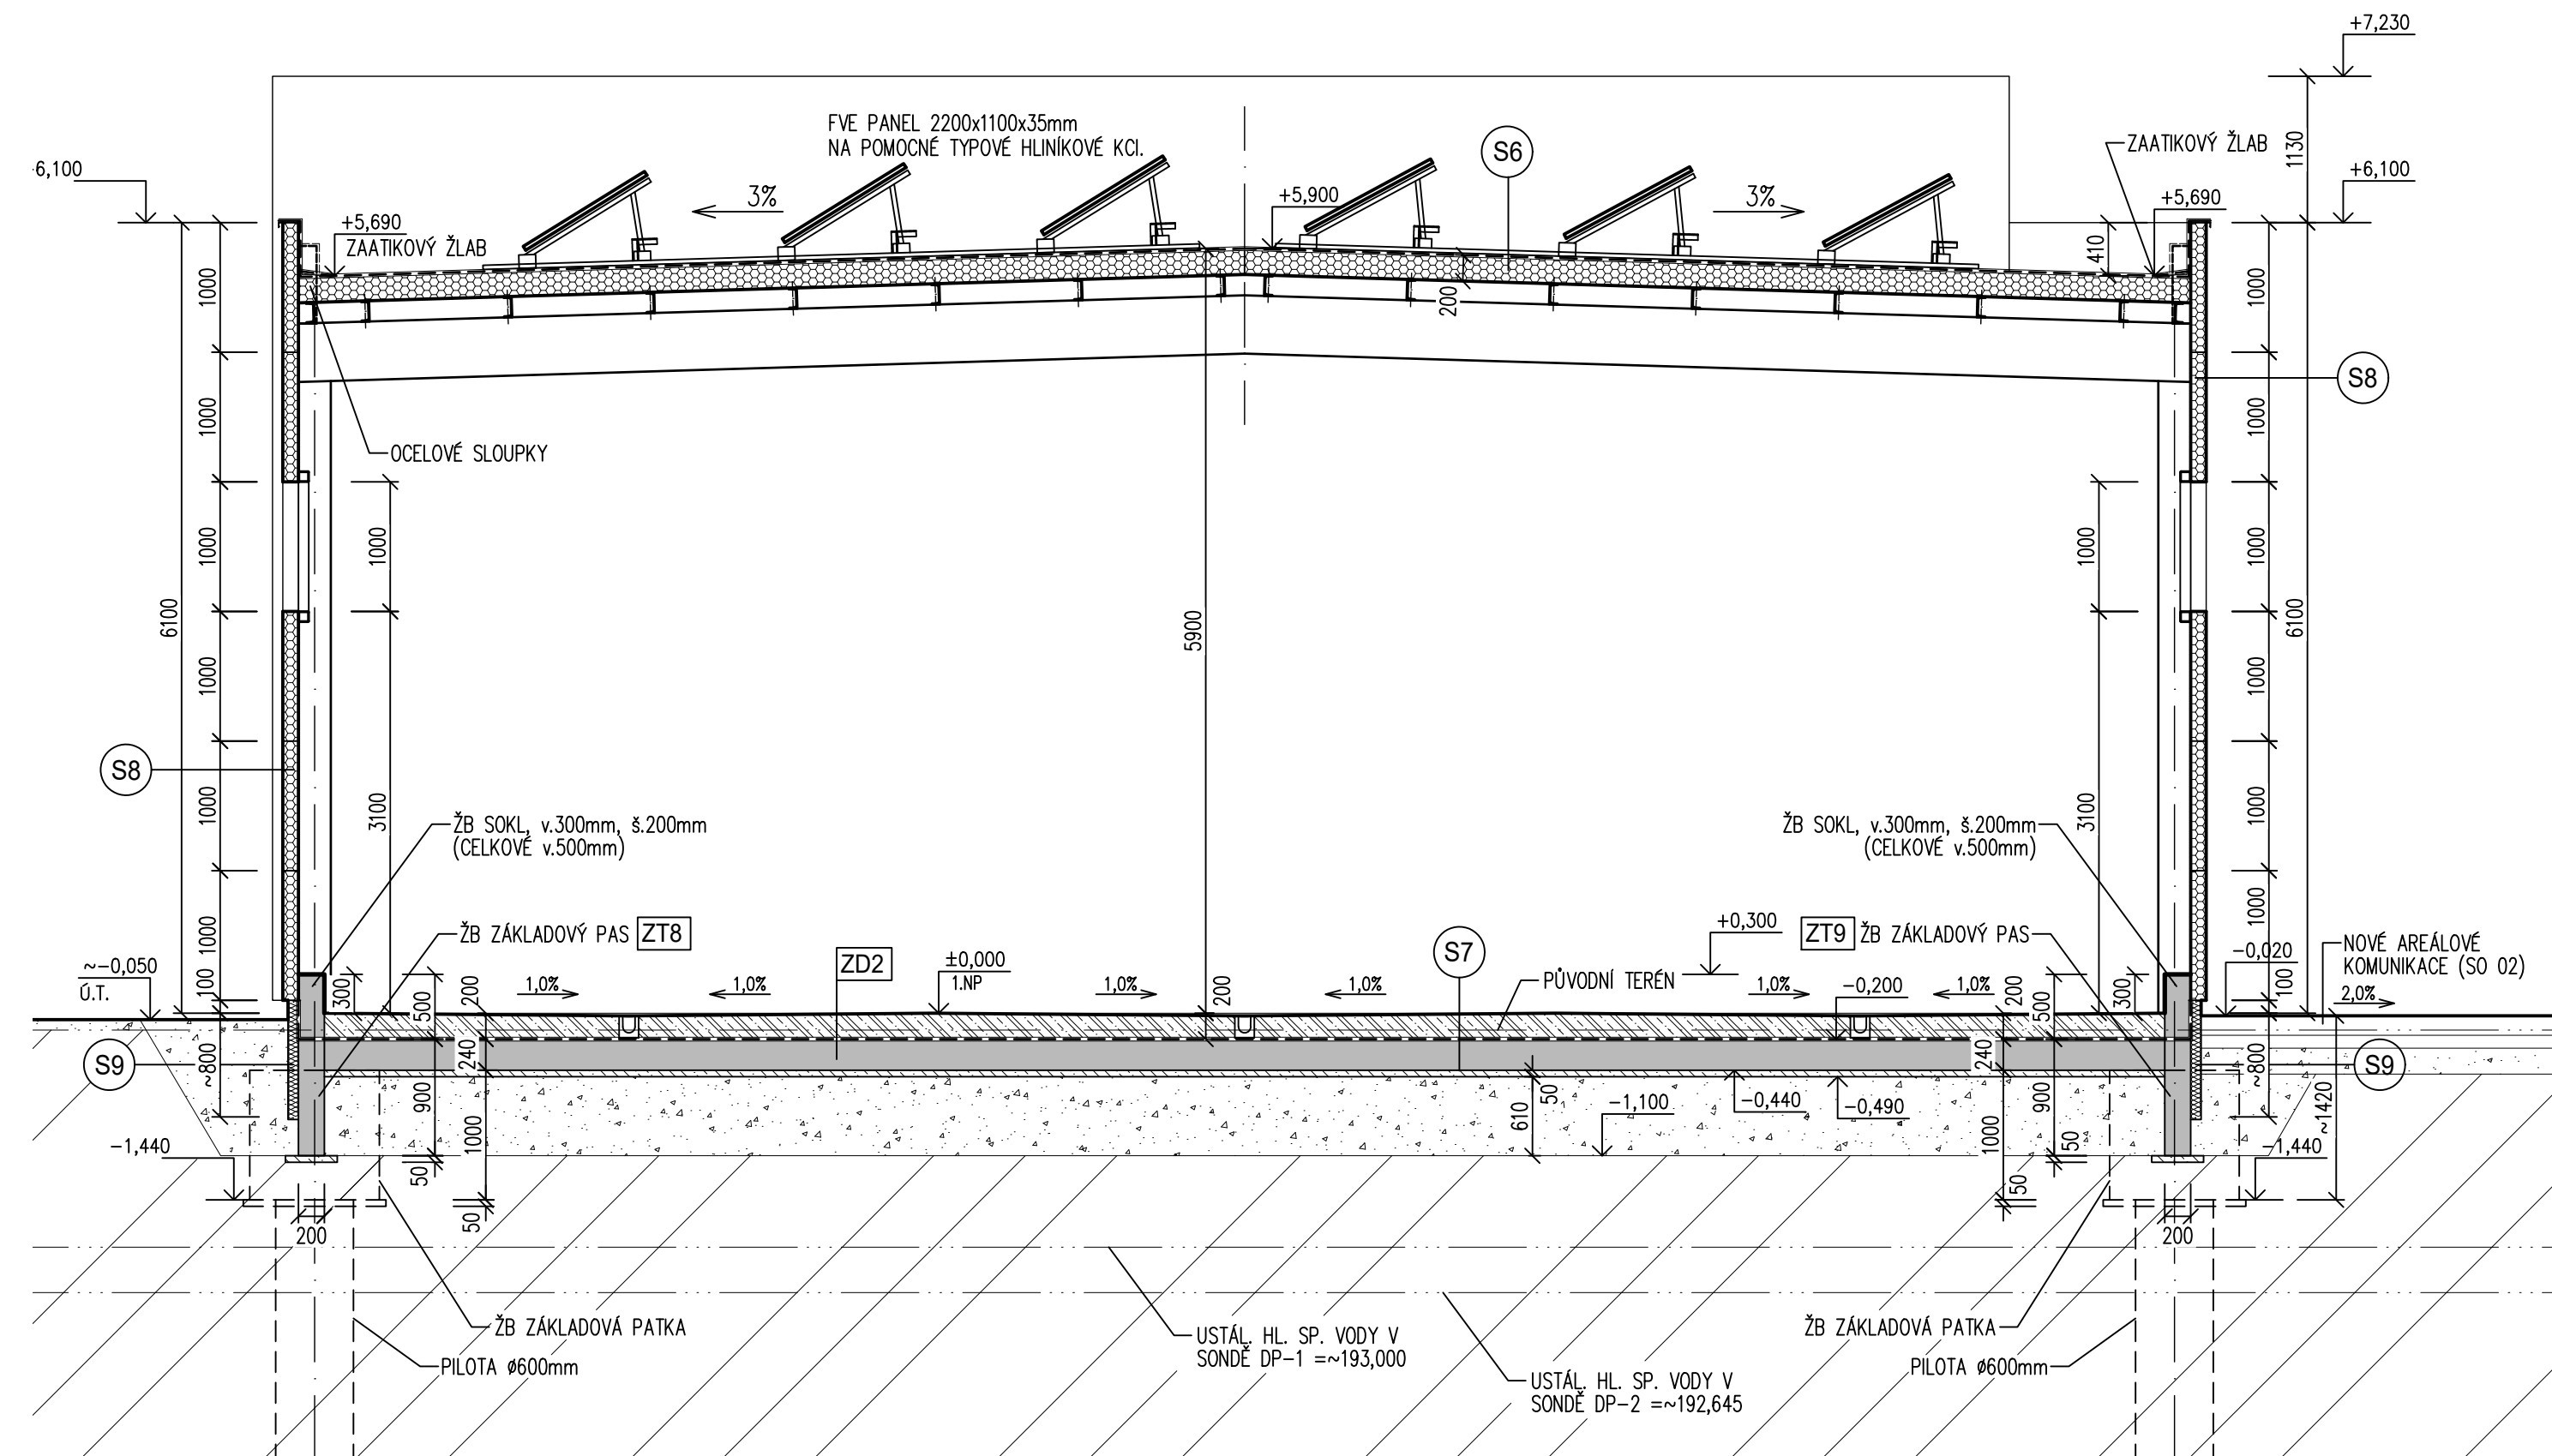 +7,230
FVE PANEL 2200x1100x35mm
NA POMOCNÉ TYPOVÉ HLINÍKOVÉ KCI.
S6
ZAATIKOVÝ ŽLAB
1130
6,100
+6,100
3%
+5,900
3%
+5,690
+5,690
ZAATIKOVÝ ŽLAB
410
1000
200
1000
S8
1000
1000
OCELOVÉ SLOUPKY
1000
1000
1000
1000
6100
5900
6100
1000
1000
S8
1000
3100
3100
1000
ŽB SOKL, v.300mm, š.200mm
(CELKOVÉ v.500mm)
ŽB SOKL, v.300mm, š.200mm
(CELKOVÉ v.500mm)
1000
1000
ŽB ZÁKLADOVÝ PAS ZT8
+0,300
ZT9 ŽB ZÁKLADOVÝ PAS
~-0,050
Ú.T.
ZD2
±0,000
1.NP
S7
-0,020
NOVÉ AREÁLOVÉ
KOMUNIKACE (SO 02)
PŮVODNÍ TERÉN
100
300
500
200
1,0%
1,0%
1,0%
200
1,0%
1,0%
-0,200
1,0%
200
500
300
100
2,0%
S9
~800
240
900
1000
50
610
-1,100
-0,440
-0,490
240
900
1000
~800
S9
~1420
-1,440
50
50
200
50
50
-1,440
200
ŽB ZÁKLADOVÁ PATKA
PILOTA ø600mm
USTÁL. HL. SP. VODY V
SONDĚ DP-1 =~193,000
USTÁL. HL. SP. VODY V
SONDĚ DP-2 =~192,645
ŽB ZÁKLADOVÁ PATKA
PILOTA ø600mm